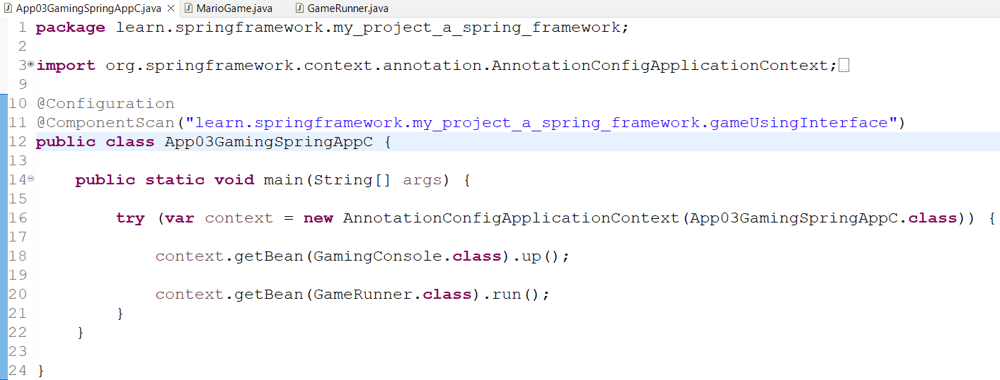 App03GamingSpringAppC.java MarioGame.java GameRunner.java
1 package learn.springframework.my_project_a_spring_framework;
2
3 import org.springframework.context.annotation.AnnotationConfigApplicationContext;
9
10 @Configuration
11 @ComponentScan("learn.springframework.my_project_a_spring_framework.gameUsingInterface")
12 public class App03GamingSpringAppC {
13
14     public static void main(String[] args) {
15
16         try (var context = new AnnotationConfigApplicationContext(App03GamingSpringAppC.class)) {
17
18             context.getBean(GamingConsole.class).up();
19
20             context.getBean(GameRunner.class).run();
21         }
22     }
23
24 }